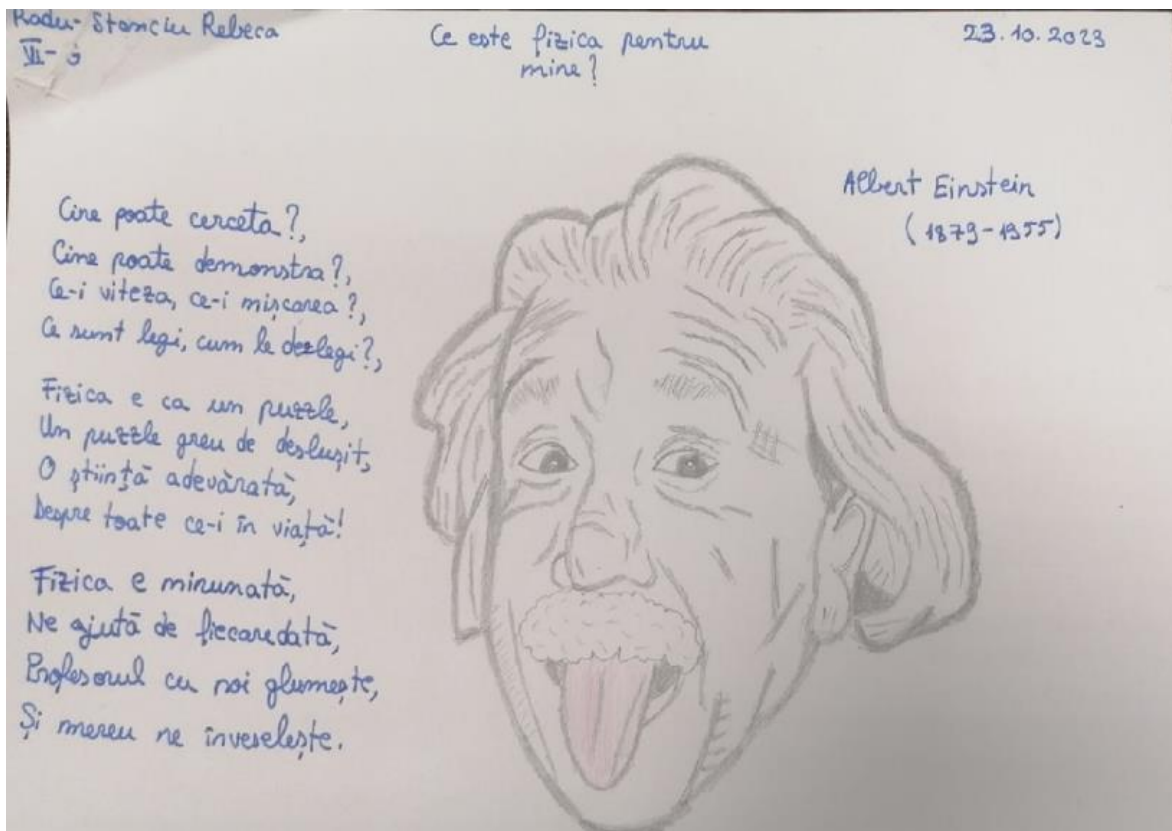 Radu-Stanciu Rebeca
Ce este fizica pentru
mine?
23.10.2023
Albert Einstein
(1879-1955)
Cine poate cerceta?,
Cine poate demonstra?,
Ce-i viteza, ce-i mișcarea?,
Ce sunt legi, cum le dezlegi?,
Fizica e ca un puzzle,
Un puzzle greu de deslușit,
O știință adevărată,
Despre toate ce-i în viață!
Fizica e minunată,
Ne ajută de fiecaredată,
Profesorul cu noi glumește,
Și mereu ne înveselește.